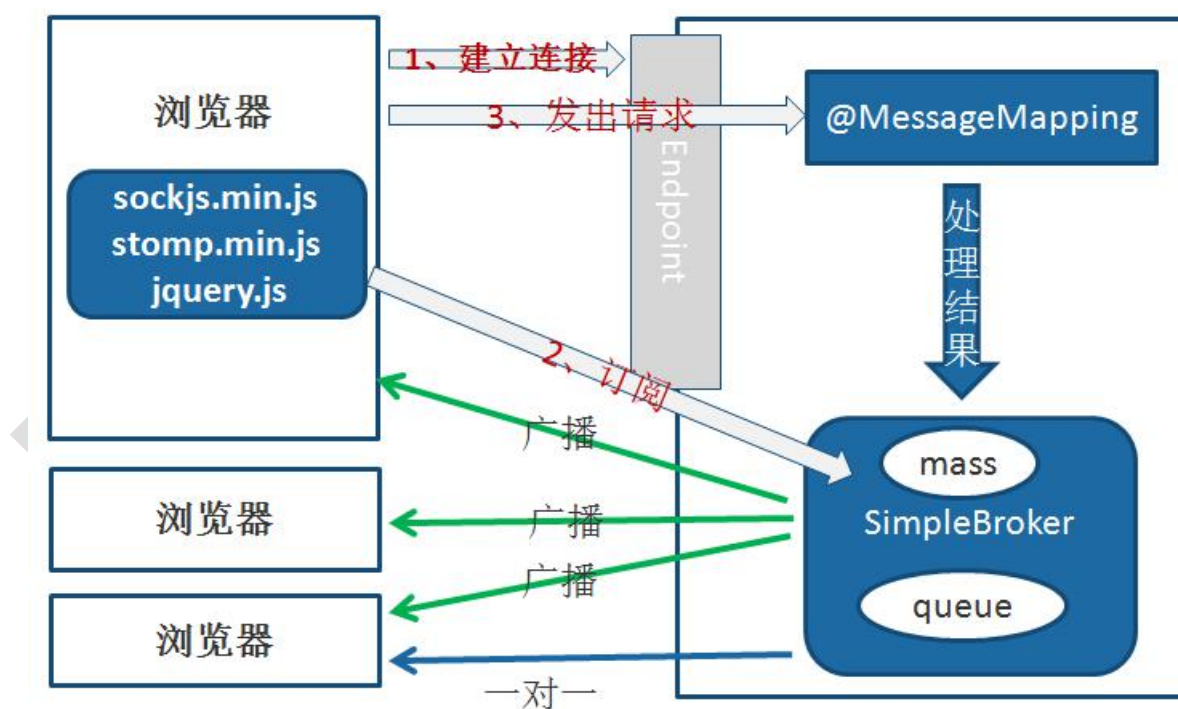 1、建立连接
浏览器
3、发出请求
@MessageMapping
Endpoint
sockjs.min.js
stomp.min.js
jquery.js
处理结果
2、订阅
广播
mass
浏览器
广播
SimpleBroker
广播
queue
浏览器
一对一